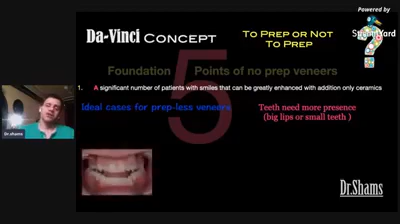 Powered by
StreamYard
Da-Vinci CONCEPT
TO PREP OR NOT
TO PREP
?
Foundation Points of no prep veneers
5
1. A significant number of patients with smiles that can be greatly enhanced with addition only ceramics
Ideal cases for prep-less veneers
Teeth need more presence
(big lips or small teeth )
Dr.shams
Dr.Shams